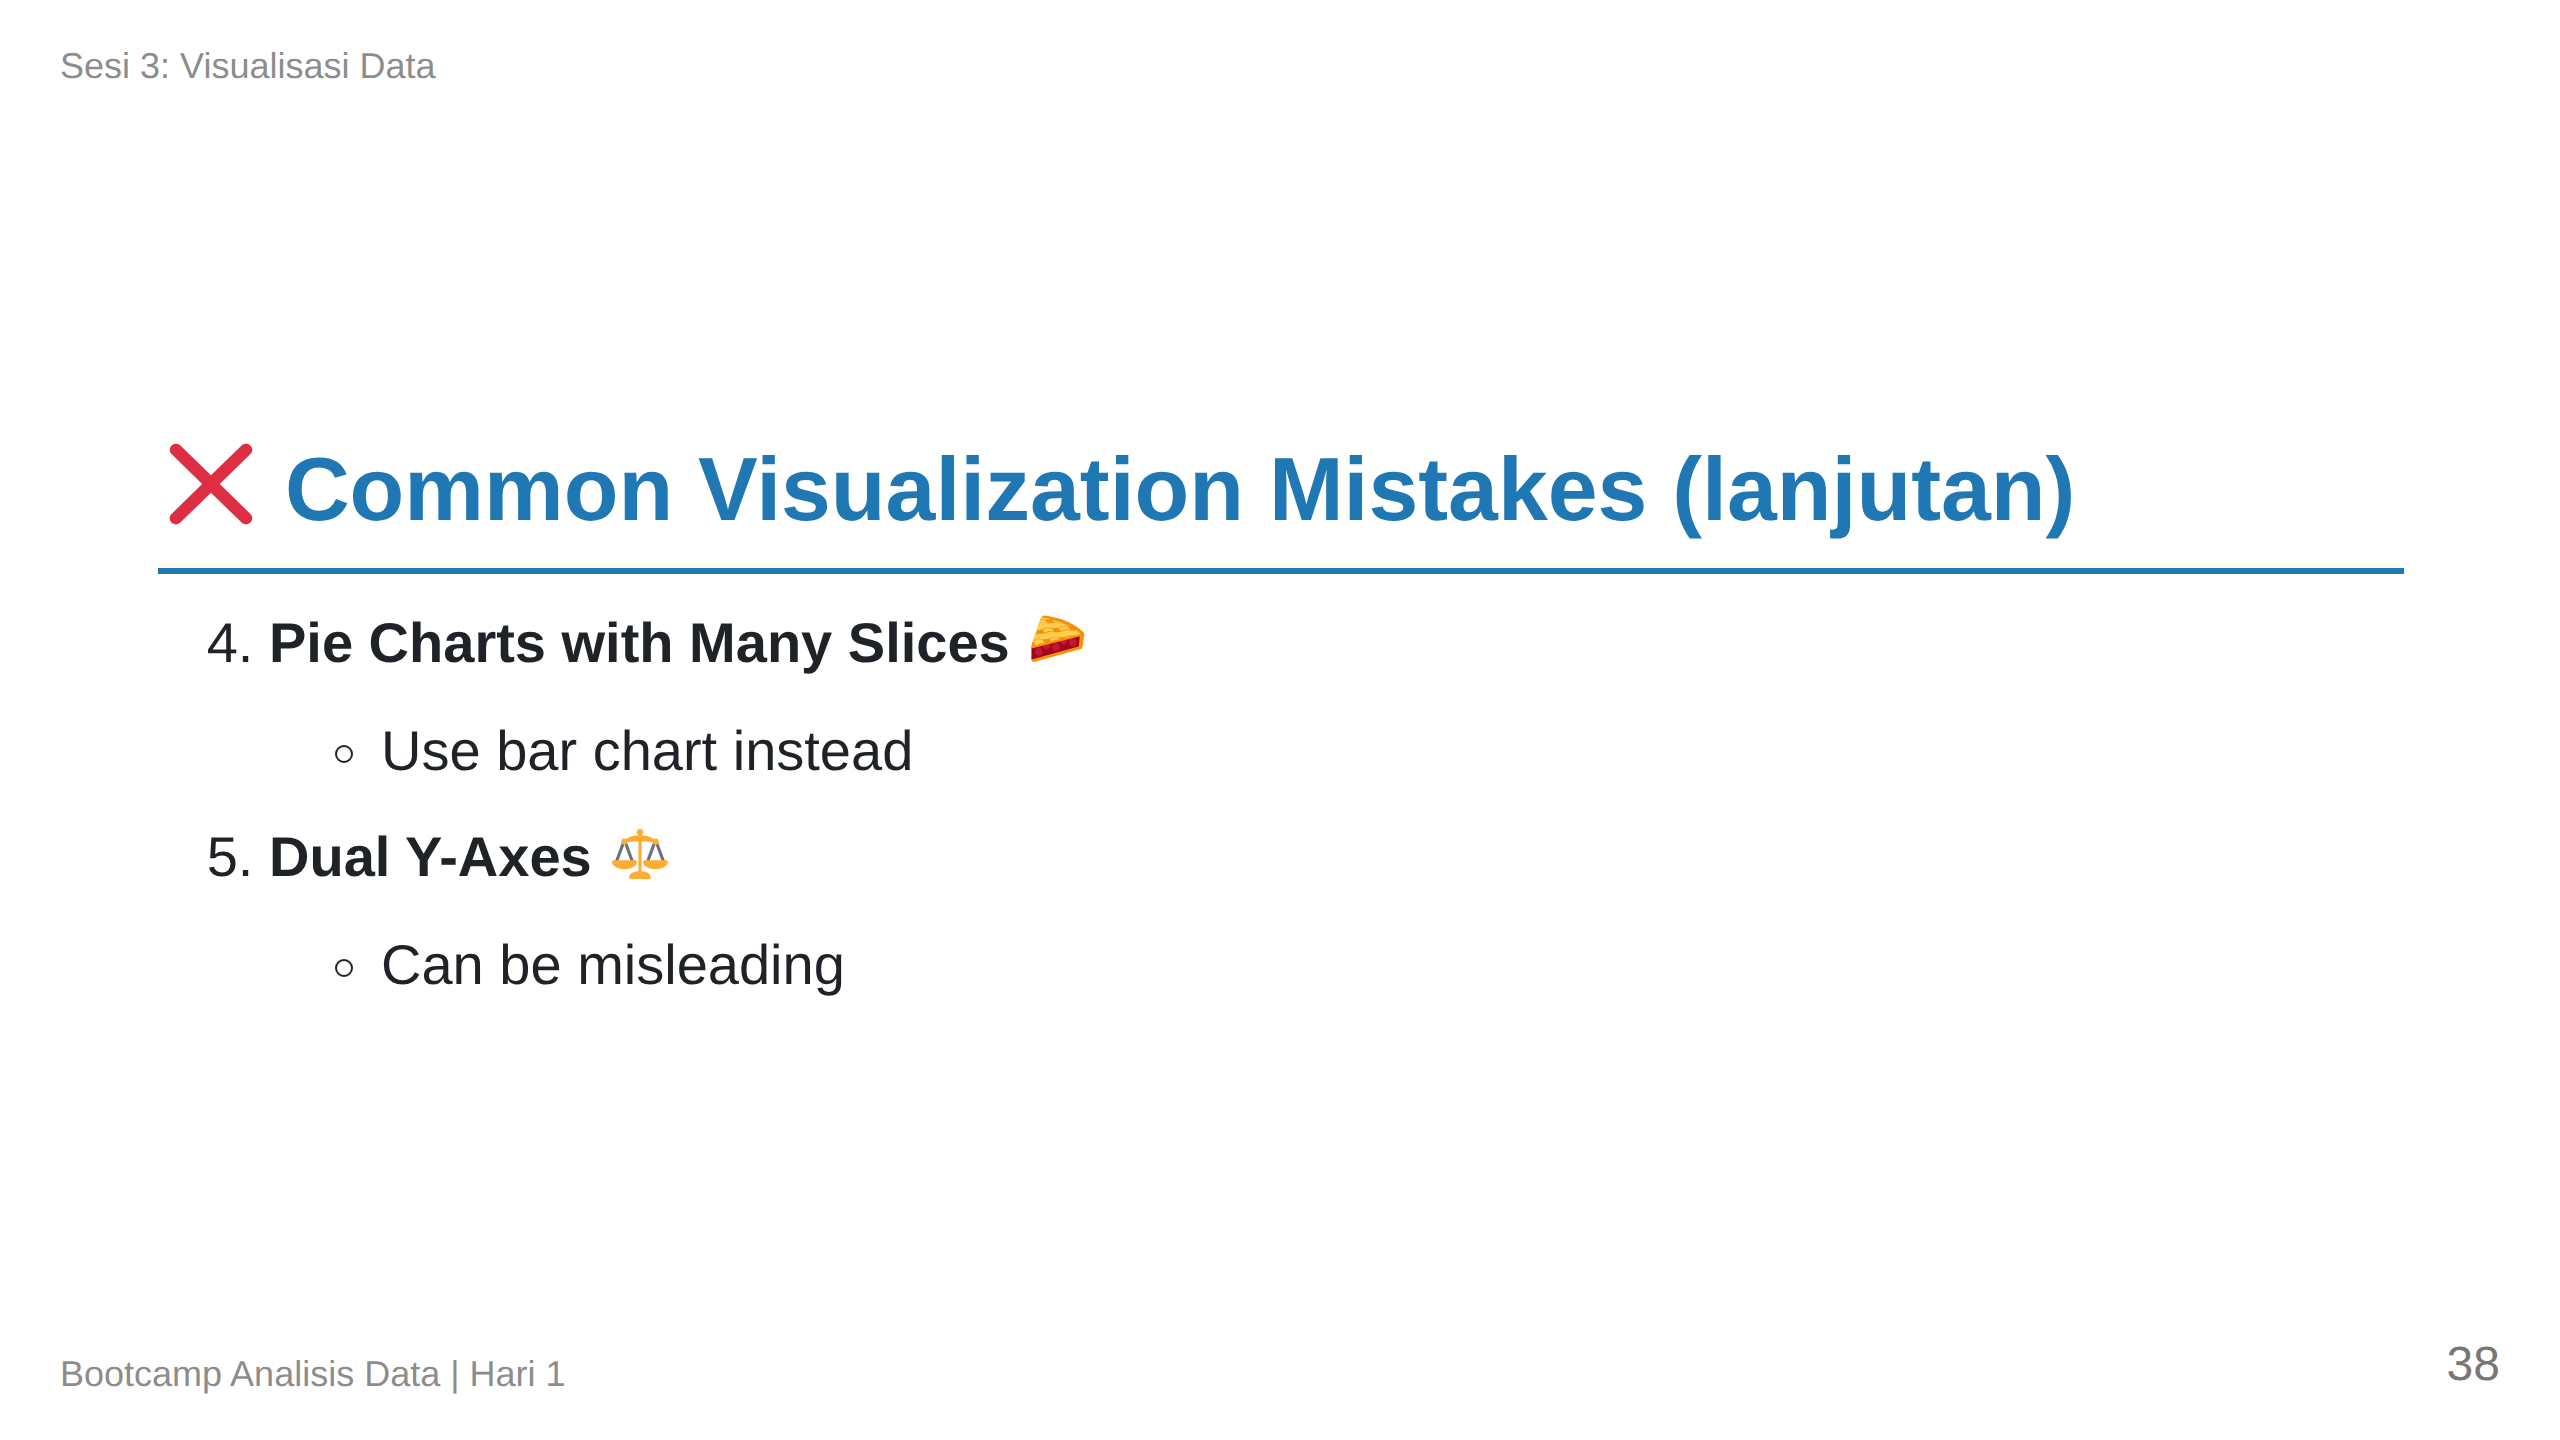 Sesi 3: Visualisasi Data
❌ Common Visualization Mistakes (lanjutan)
4. Pie Charts with Many Slices 🥧
◦ Use bar chart instead
5. Dual Y-Axes ⚖️
◦ Can be misleading
Bootcamp Analisis Data | Hari 1
38